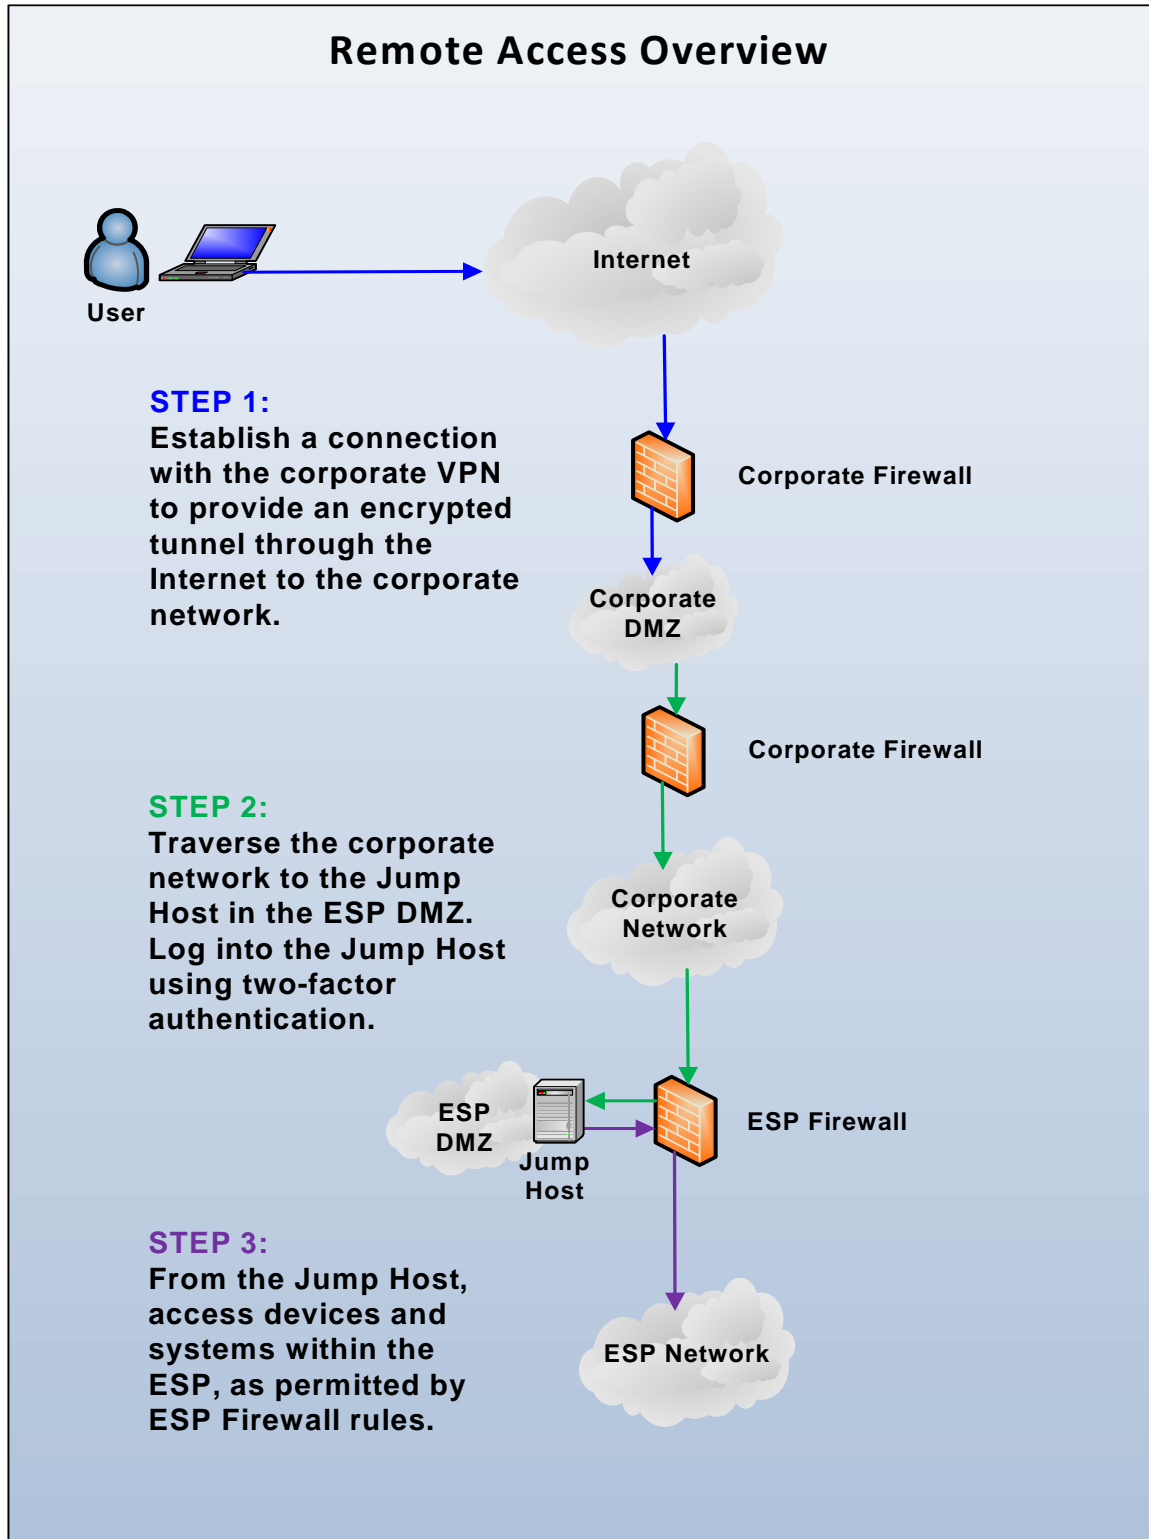 Remote Access Overview
Internet
User
STEP 1:
Establish a connection
with the corporate VPN
to provide an encrypted
tunnel through the
Internet to the corporate
network.
Corporate Firewall
Corporate
DMZ
Corporate Firewall
STEP 2:
Traverse the corporate
network to the Jump
Host in the ESP DMZ.
Log into the Jump Host
using two-factor
authentication.
Corporate
Network
ESP
DMZ
Jump
Host
ESP Firewall
STEP 3:
From the Jump Host,
access devices and
systems within the
ESP, as permitted by
ESP Firewall rules.
ESP Network